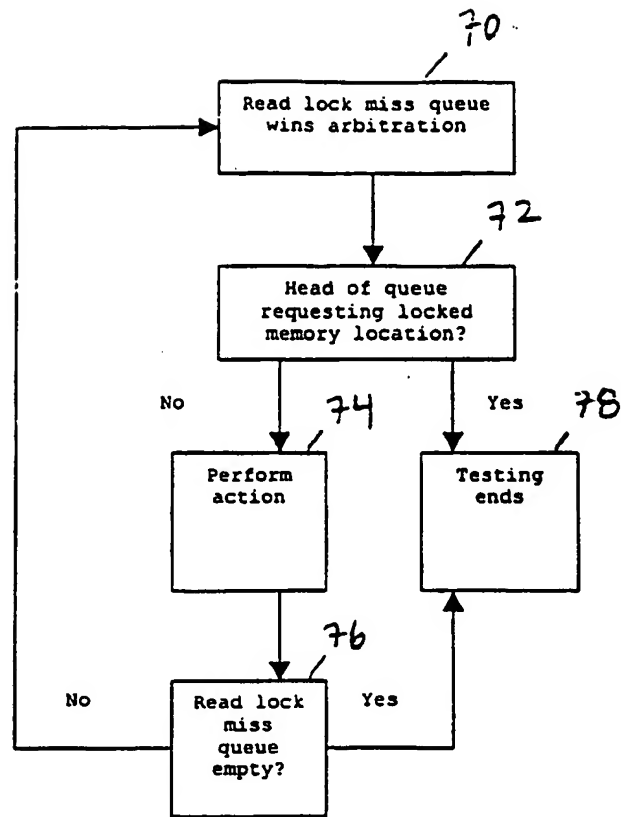 70
Read lock miss queue
wins arbitration
72
Head of queue
requesting locked
memory location?
No
74
Yes
78
Perform
action
Testing
ends
76
No
Read lock
miss
queue
empty?
Yes